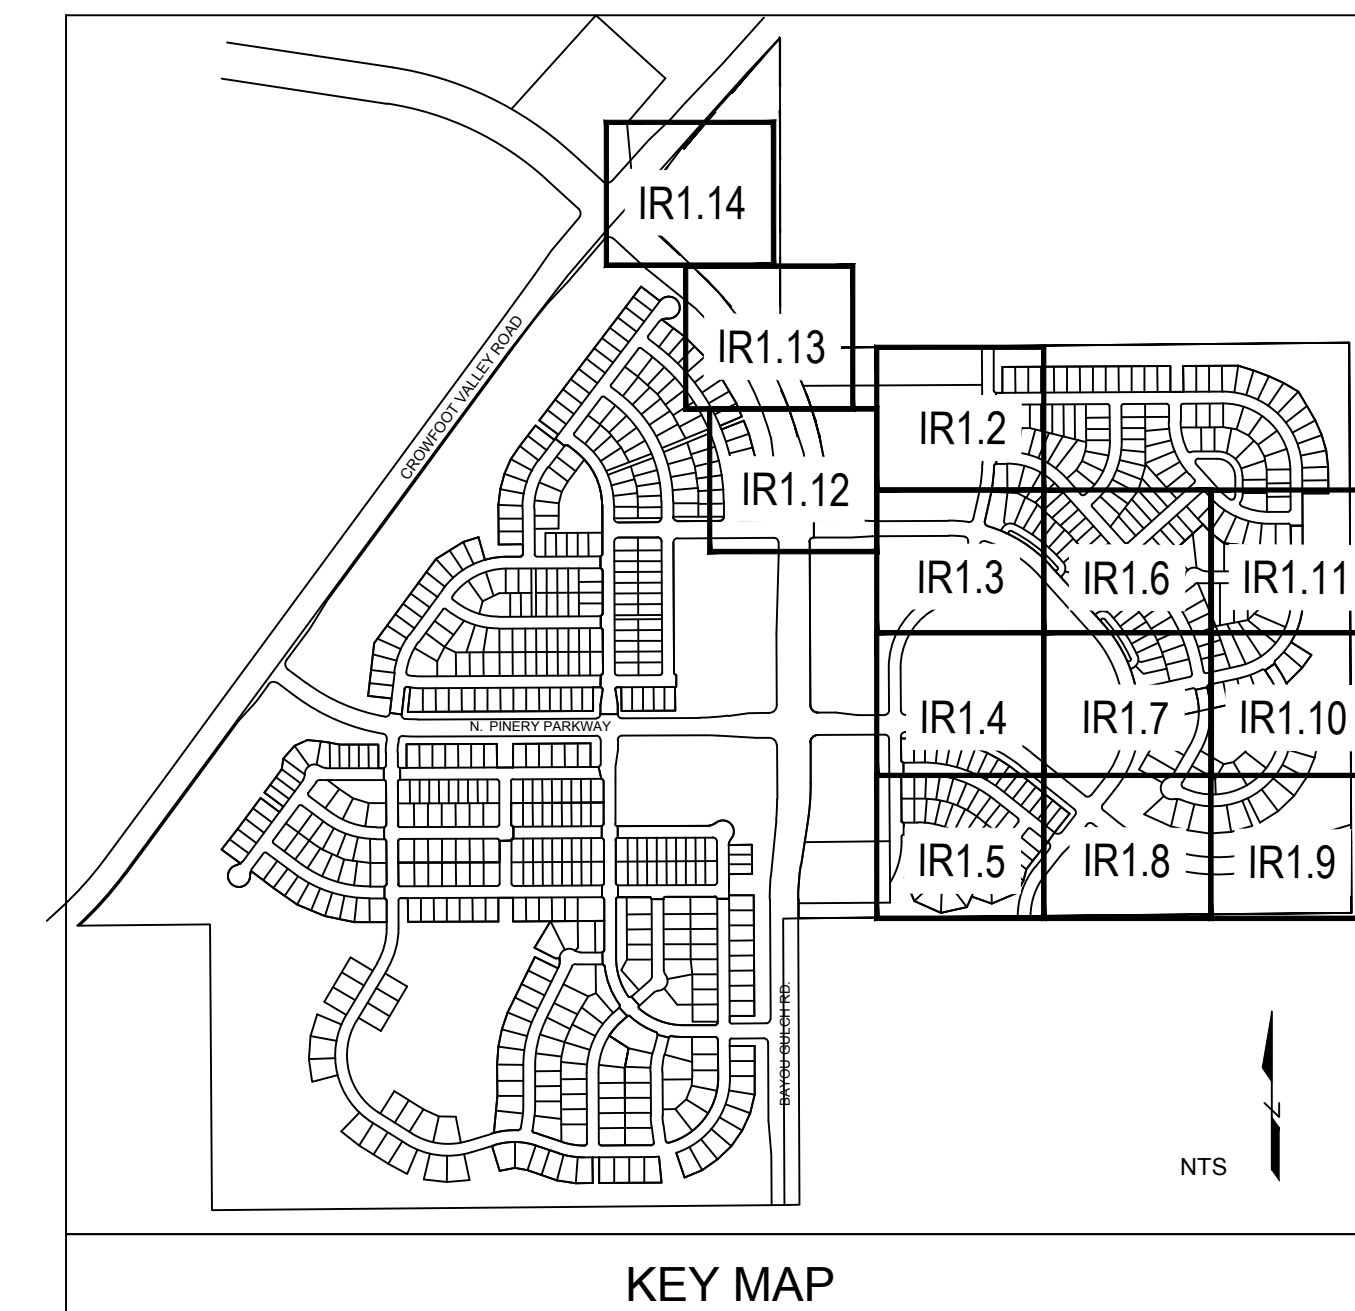 IR1.14
IR1.13
CROWFOOT VALLEY ROAD
IR1.2
IR1.12
IR1.3
IR1.6
IR1.11
IR1.4
IR1.7
IR1.10
N. PINERY PARKWAY
IR1.5
IR1.8
IR1.9
BAYOU GULCH RD.
Z
NTS
KEY MAP